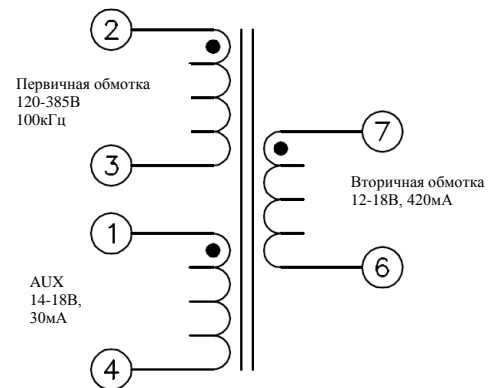 2
Первичная обмотка
120-385В
100кГц
3
7
Вторичная обмотка
12-18В, 420мА
6
1
AUX
14-18В,
30мА
4